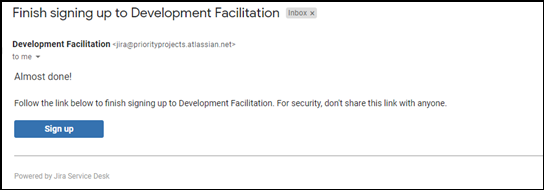 Finish signing up to Development Facilitation Inbox ×
Development Facilitation <jira@priorityprojects.atlassian.net>
to me
Almost done!
Follow the link below to finish signing up to Development Facilitation. For security, don't share this link with anyone.
Sign up
Powered by Jira Service Desk